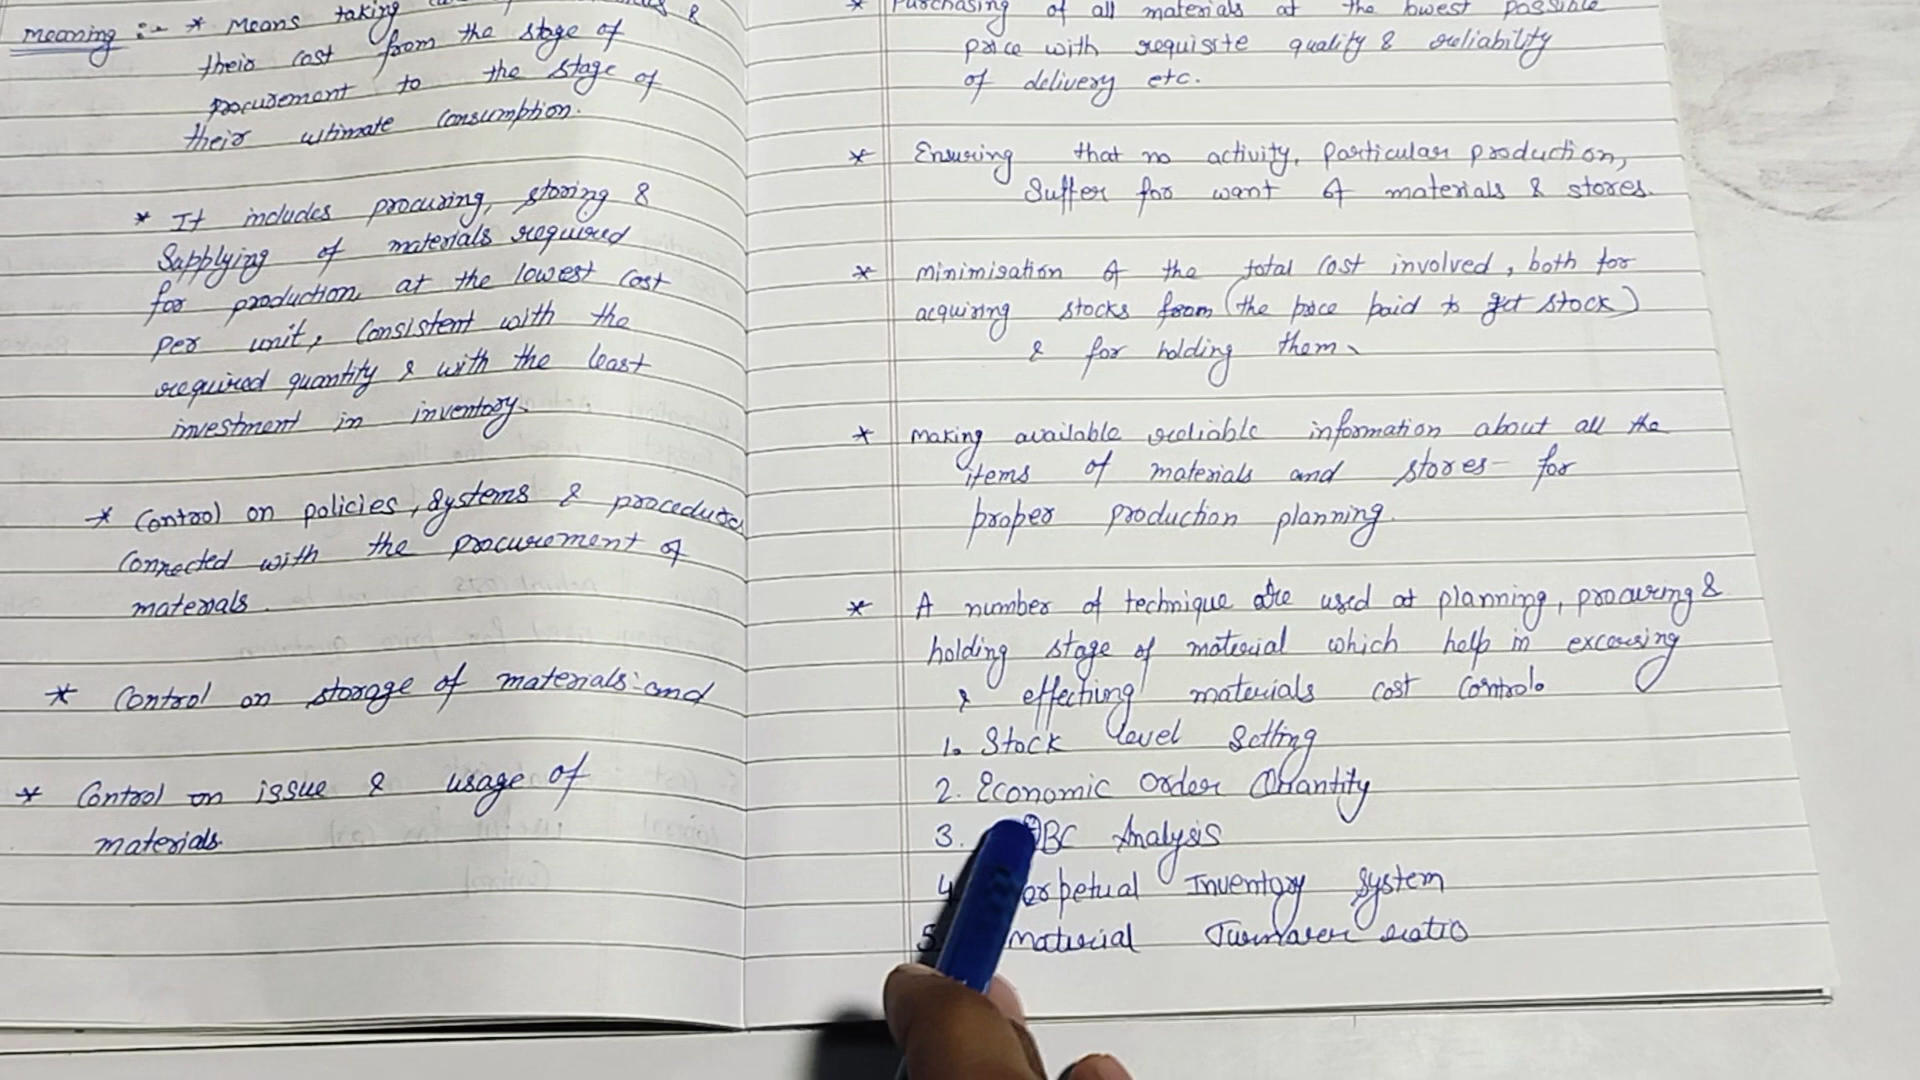 meaning :- * Means taking &
their cost from the stage of
procurement to the stage of
their ultimate consumption.
* It includes procuring, storing &
Supplying of materials required
for production, at the lowest cost
per unit, consistent with the
required quantity & with the least
investment in inventory.
* Control on policies, systems & procedure
Connected with the procurement of
materials.
* Control on storage of materials and
* Control on issue & usage of
materials.
* Purchasing of all materials at the lowest possible
price with requisite quality & reliability
of delivery etc.
* Ensuring that no activity, particular production,
Suffer for want of materials & stores.
* minimisation of the total cost involved, both for
acquiring stocks from (the price paid to get stock)
& for holding them.
* Making available reliable information about all the
items of materials and stores - for
proper production planning.
* A number of technique are used at planning, procuring &
holding stage of material which help in
& effecting materials cost control.
1. Stock level Setting
2. Economic Order Quantity
3. ABC Analysis
4. Perpetual Inventory System
5. material Turnover ratio